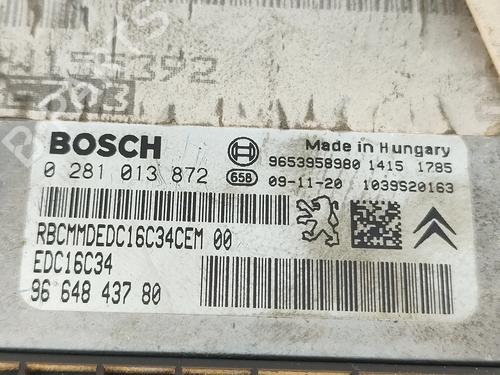 BOSCH
Made in Hungary
9653958980 1415 1785
0 281 013 872
65B
09-11-20 1039S20163
RBCMMDEDC16C34CEM 00
EDC16C34
96 648 437 80